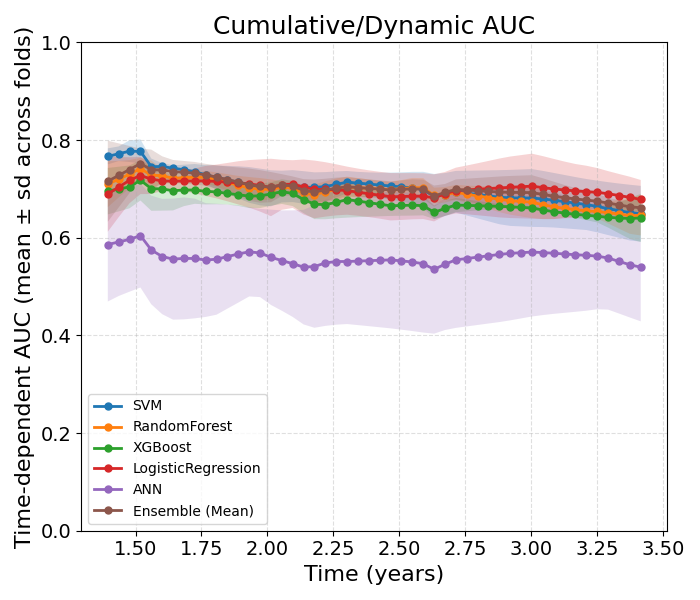 Cumulative/Dynamic AUC
Time-dependent AUC (mean ± sd across folds)
1.0
0.8
0.6
0.4
0.2
0.0
SVM
RandomForest
XGBoost
LogisticRegression
ANN
Ensemble (Mean)
1.50 1.75 2.00 2.25 2.50 2.75 3.00 3.25 3.50
Time (years)